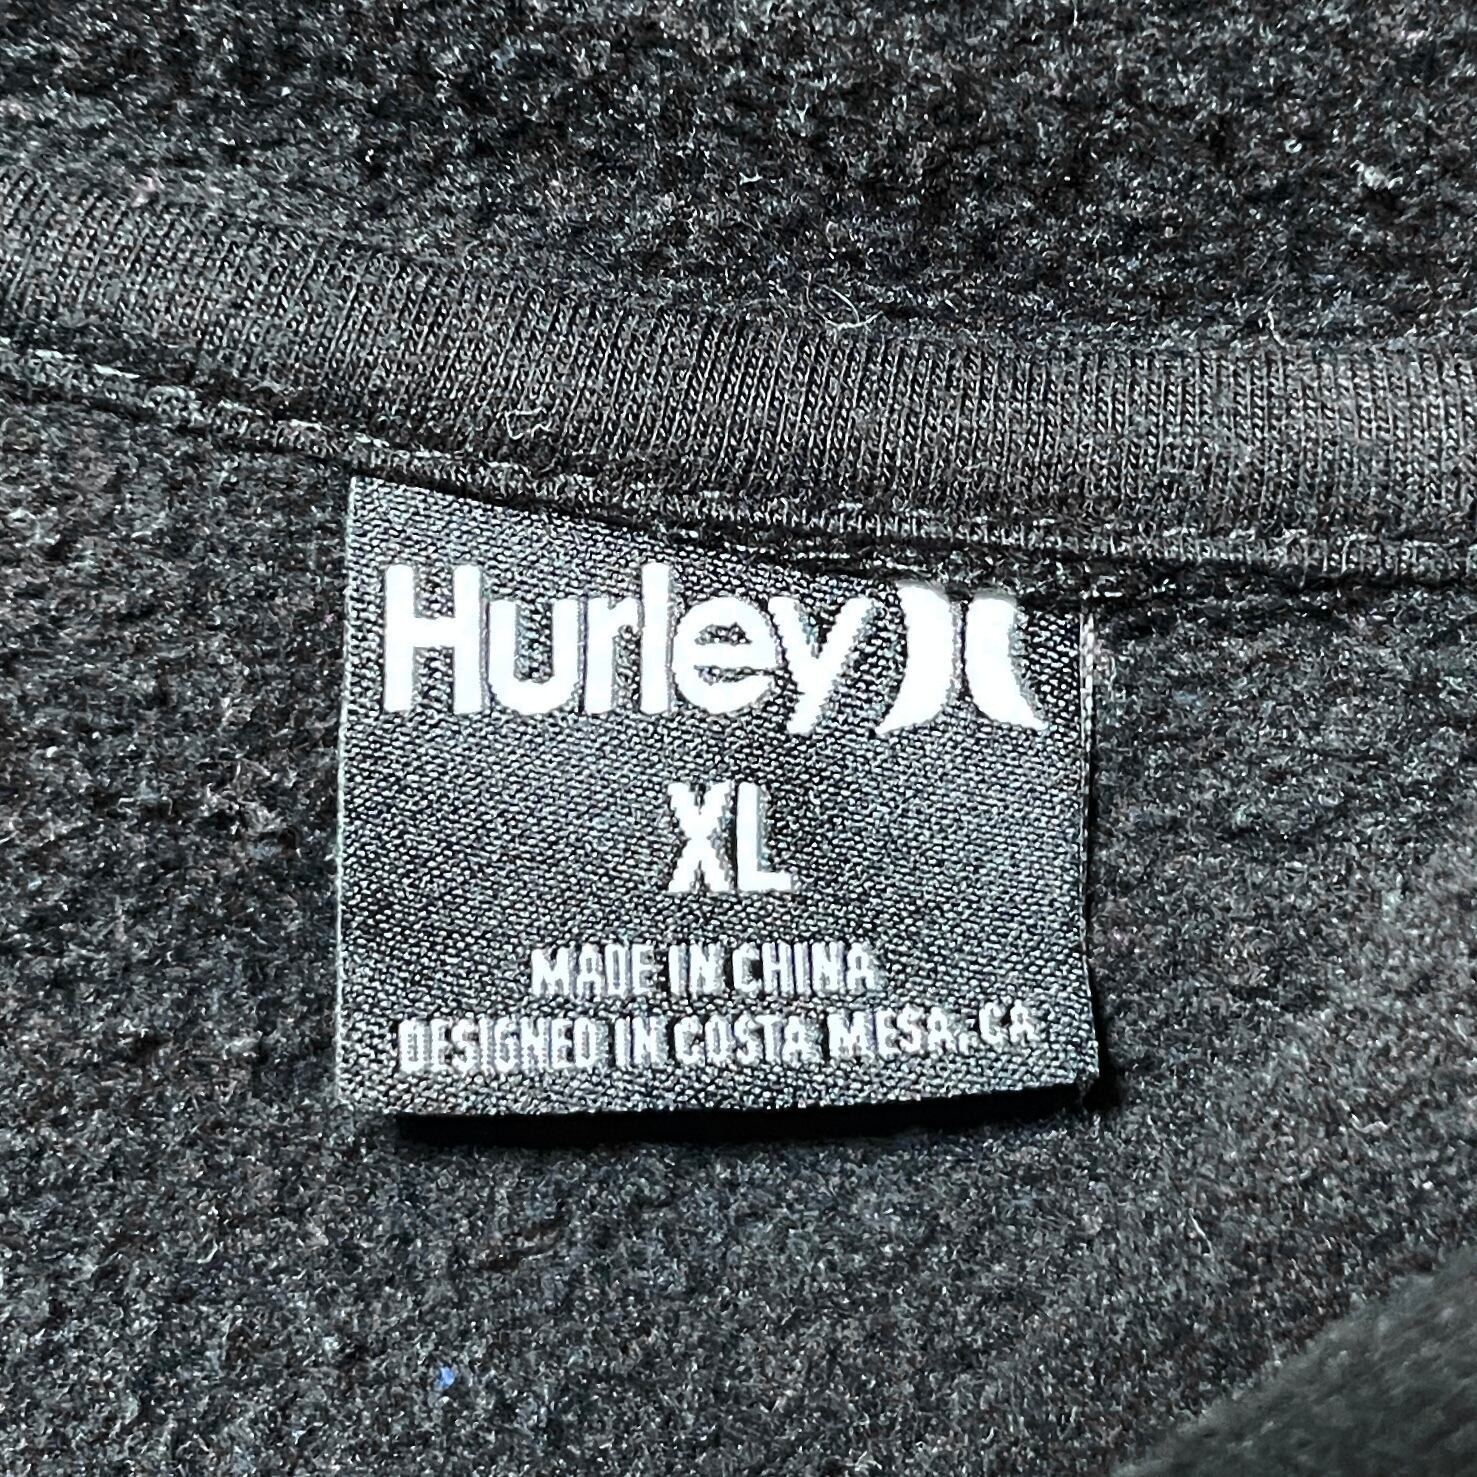 Hurley
XL
MADE IN CHINA
DESIGNED IN COSTA MESA, CA